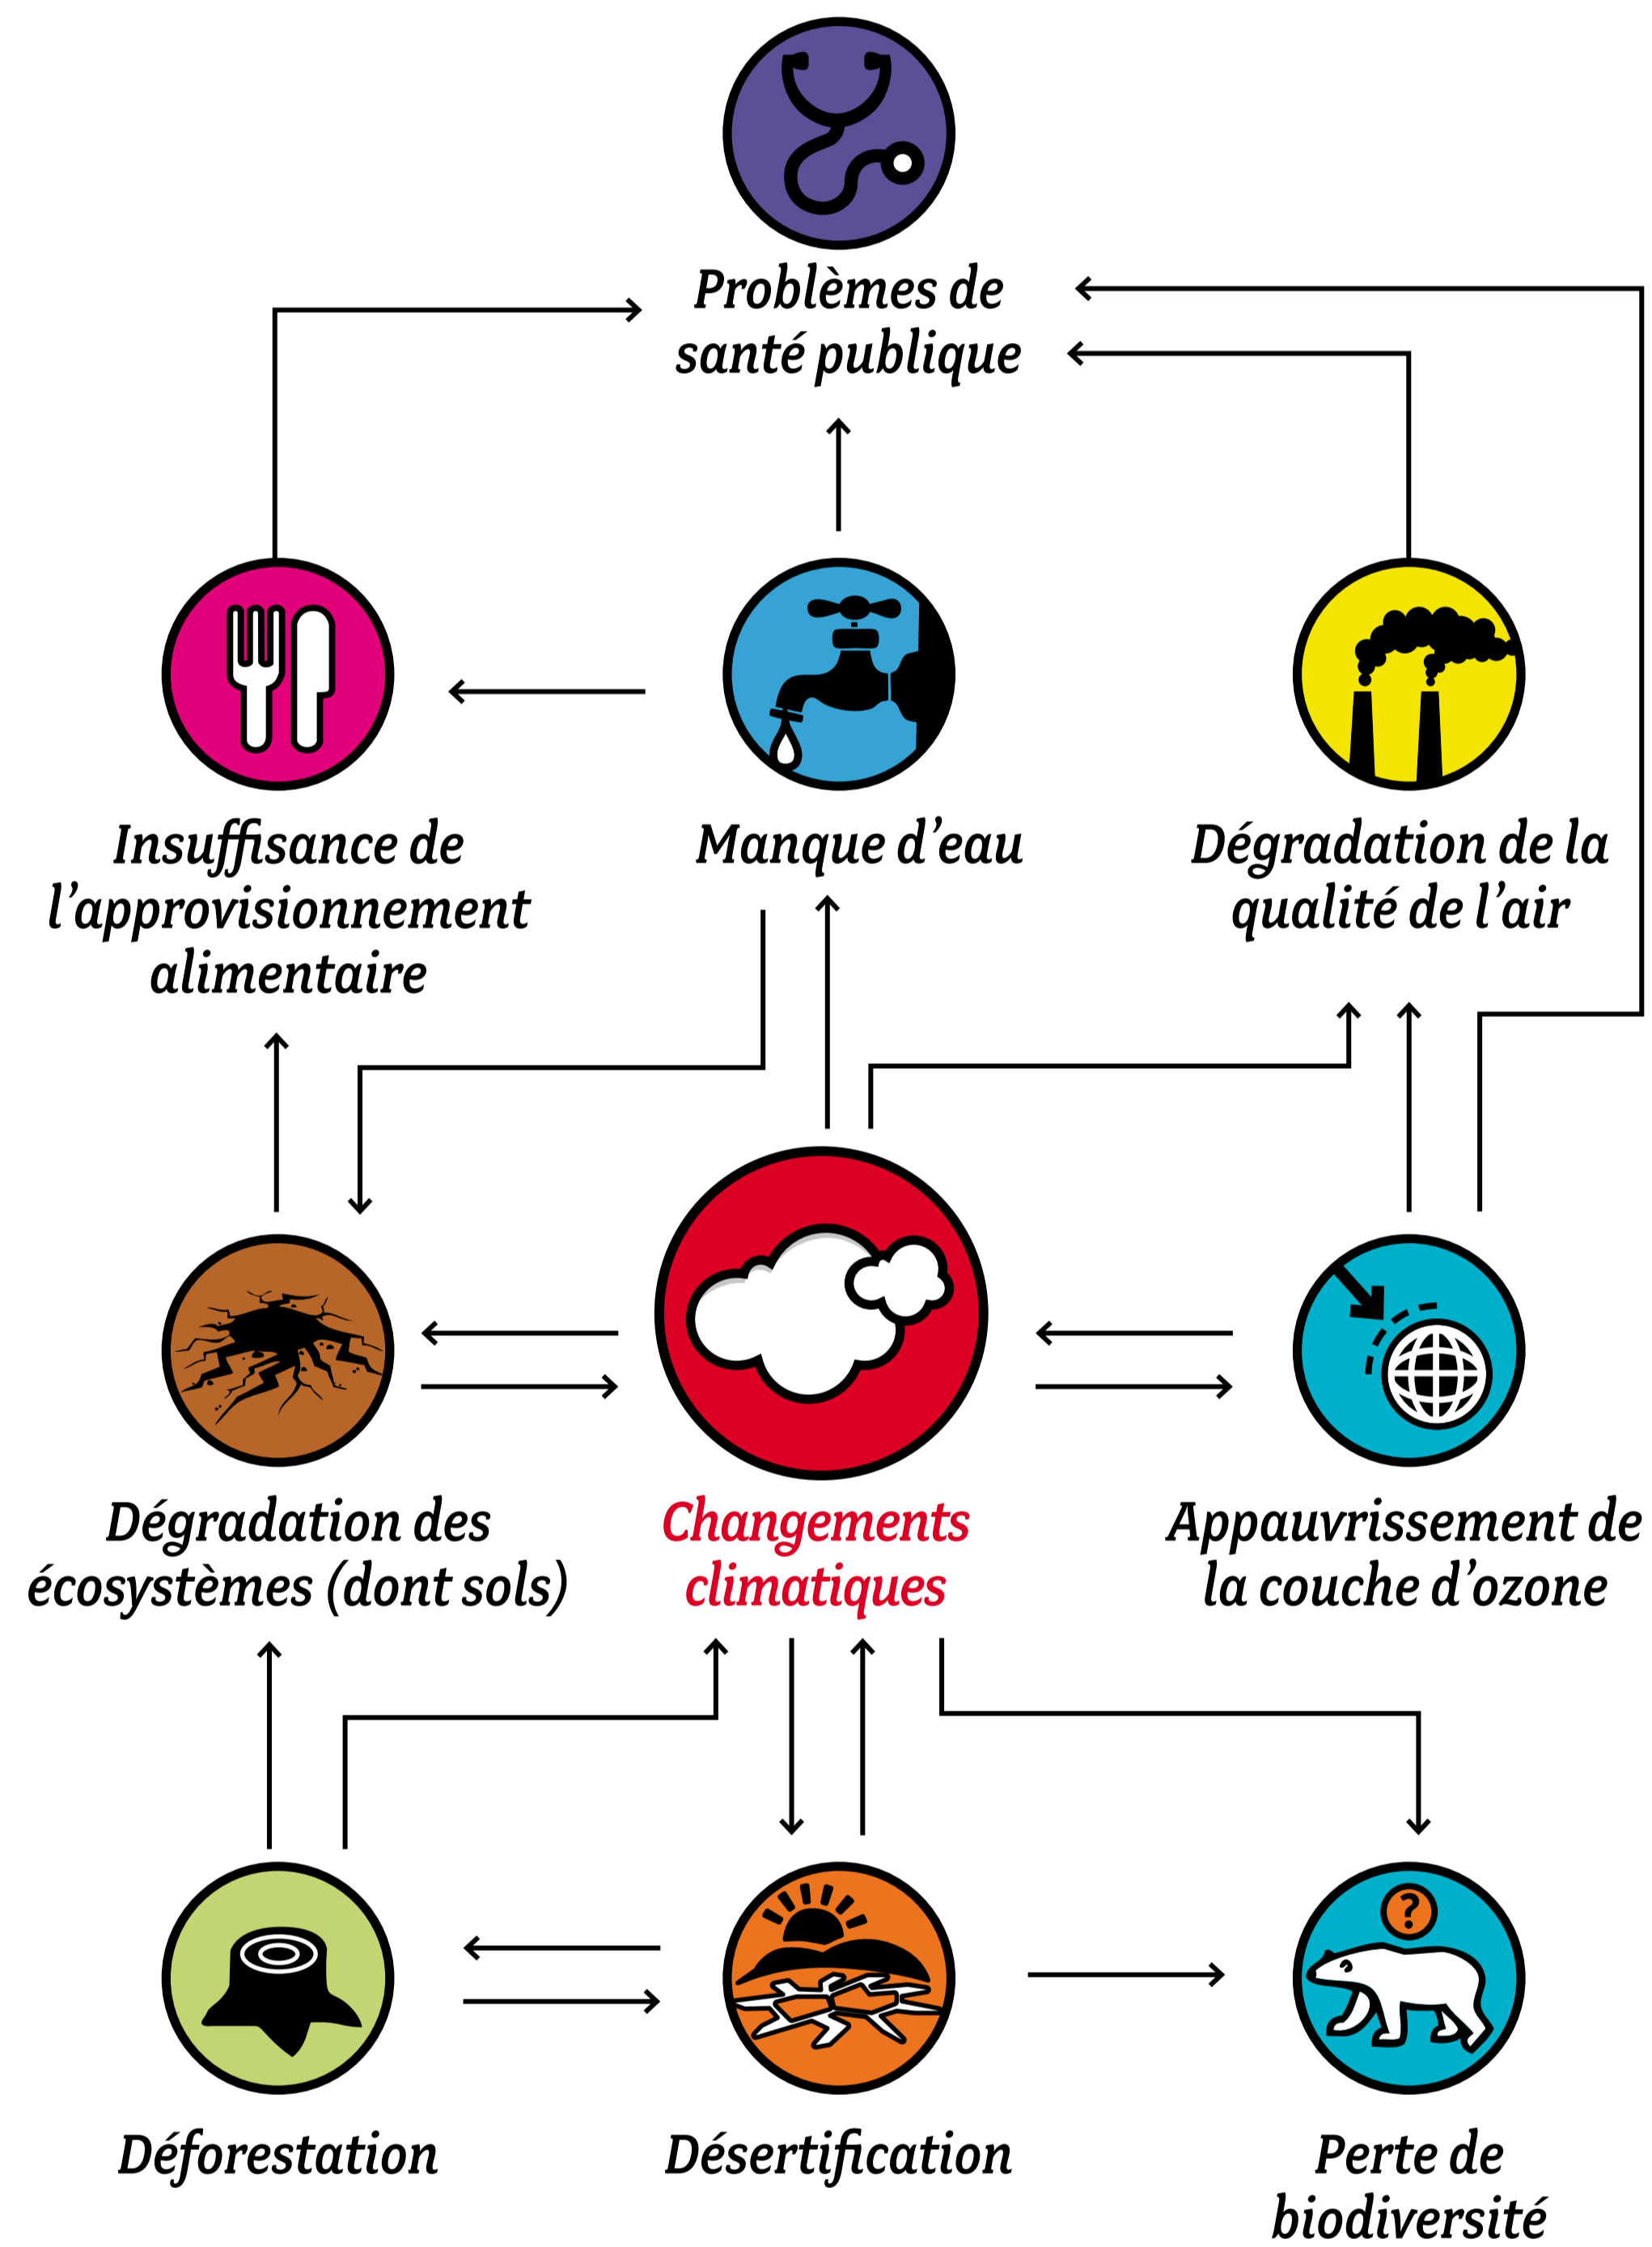 Problèmes de
santé publique
Insuffisance de
l’approvisionnement
alimentaire
Manque d’eau
Dégradation de la
qualité de l’air
Dégradation des
écosystèmes (dont sols)
Changements
climatiques
Appauvrissement de
la couche d’ozone
?
Déforestation
Désertification
Perte de
biodiversité